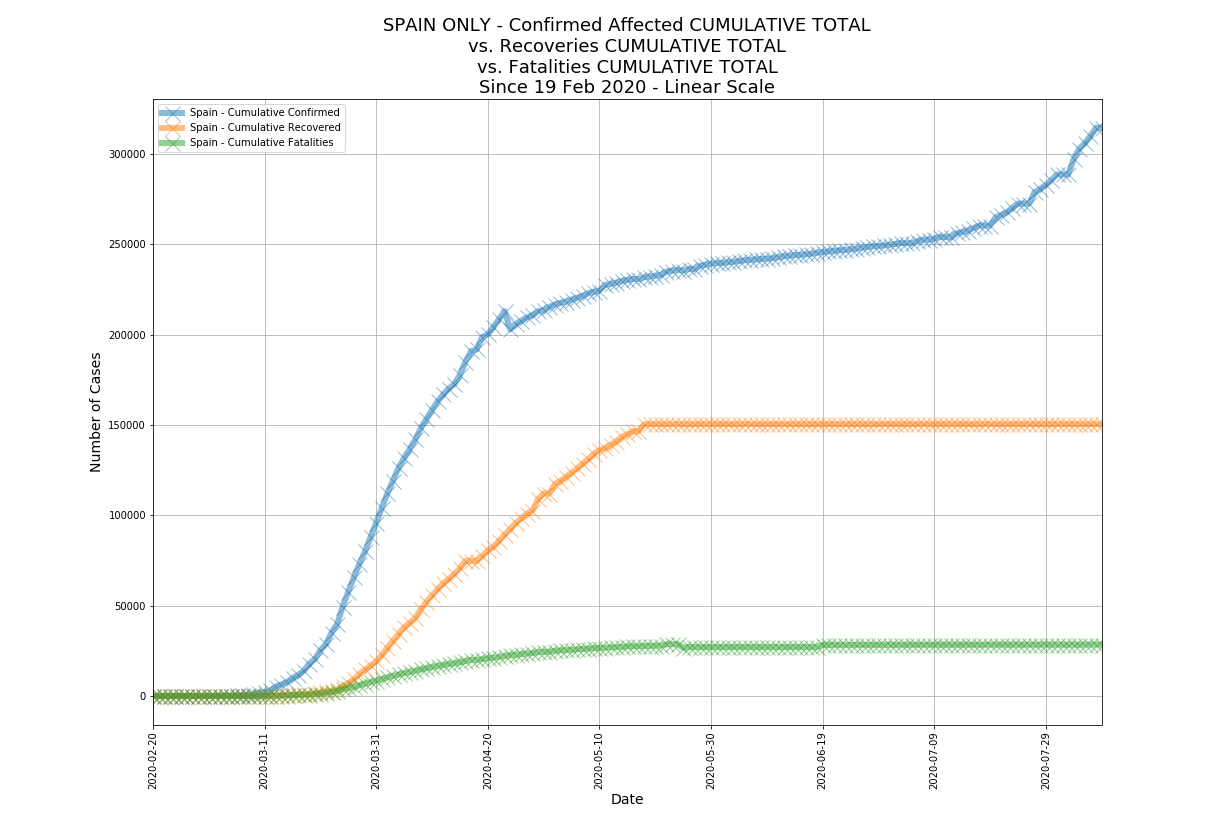 SPAIN ONLY - Confirmed Affected CUMULATIVE TOTAL
vs. Recoveries CUMULATIVE TOTAL
vs. Fatalities CUMULATIVE TOTAL
Since 19 Feb 2020 - Linear Scale
Spain - Cumulative Confirmed
Spain - Cumulative Recovered
Spain - Cumulative Fatalities
300000
250000
200000
150000
100000
50000
0
Number of Cases
2020-02-20
2020-03-11
2020-03-31
2020-04-20
2020-05-10
2020-05-30
2020-06-19
2020-07-09
2020-07-29
Date